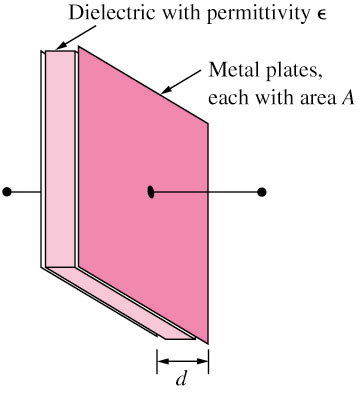 Dielectric with permittivity ϵ
Metal plates,
each with area A
d